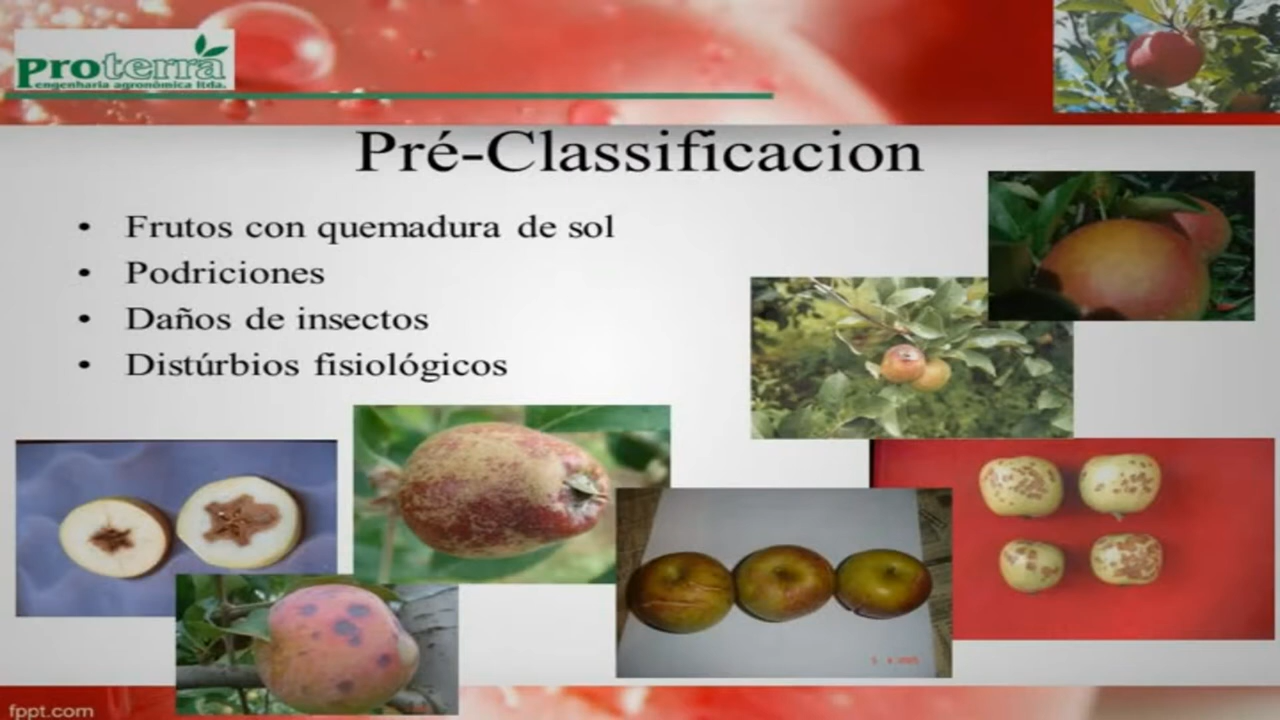 proterra
engenharia agronômica ltda.
Pré-Classificacion
• Frutos con quemadura de sol
• Podriciones
• Daños de insectos
• Distúrbios fisiológicos
fppt.com